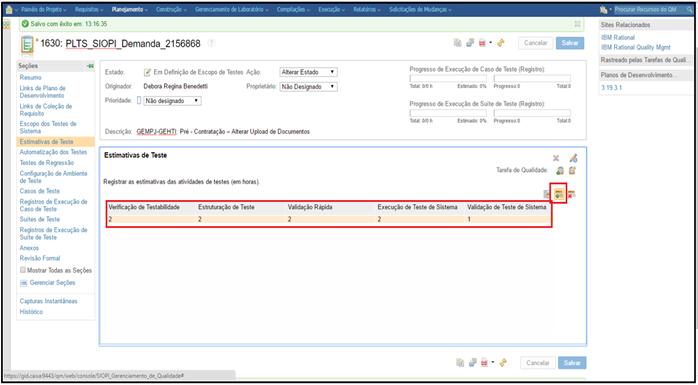 Painéis do Projeto
Requisitos
Planejamento
Construção
Gerenciamento de Laboratório
Compilações
Execução
Relatórios
Solicitações de Mudanças
Procurar Recursos do QM
Salvo com êxito em: 13:16:35
1630: PLTS_SIOPI_Demanda_2156868
Cancelar
Salvar
Seções
Resumo
Links de Plano de
Desenvolvimento
Links de Coleção de
Requisito
Escopo dos Testes de
Sistema
Estimativas de Teste
Automatização dos Testes
Testes de Regressão
Configuração de Ambiente
de Teste
Casos de Teste
Registros de Execução de
Caso de Teste
Suítes de Teste
Registros de Execução de
Suíte de Teste
Anexos
Revisão Formal
Mostrar Todas as Seções
Gerenciar Seções
Capturas Instantâneas
Histórico
Estado: Em Definição de Escopo de Testes Ação: Alterar Estado
Originador: Debora Regina Benedetti Proprietário: Não Designado
Prioridade: Não designado
Descrição: GEMPJ-GEHTI: Pré - Contratação – Alterar Upload de Documentos
Progresso de Execução de Caso de Teste (Registro):
Total: 0/0 h Estimado: 0% Progresso:0 Total:0
Progresso de Execução de Suíte de Teste (Registro):
Total: 0/0 h Estimado: 0% Progresso:0 Total:0
Estimativas de Teste
Tarefa de Qualidade:
Registrar as estimativas das atividades de testes (em horas).
Verificação de Testabilidade Estruturação de Teste Validação Rápida Execução de Teste de Sistema Validação de Teste de Sistema
2 2 2 2 1
Cancelar
Salvar
Sites Relacionados
IBM Rational
IBM Rational Quality Mgmt
Rastreado pelas Tarefas de Quali...
Planos de Desenvolvimento...
3.19.3.1
https://gid.caixa:9443/qm/web/console/SIOPI_Gerenciamento_de_Qualidade#